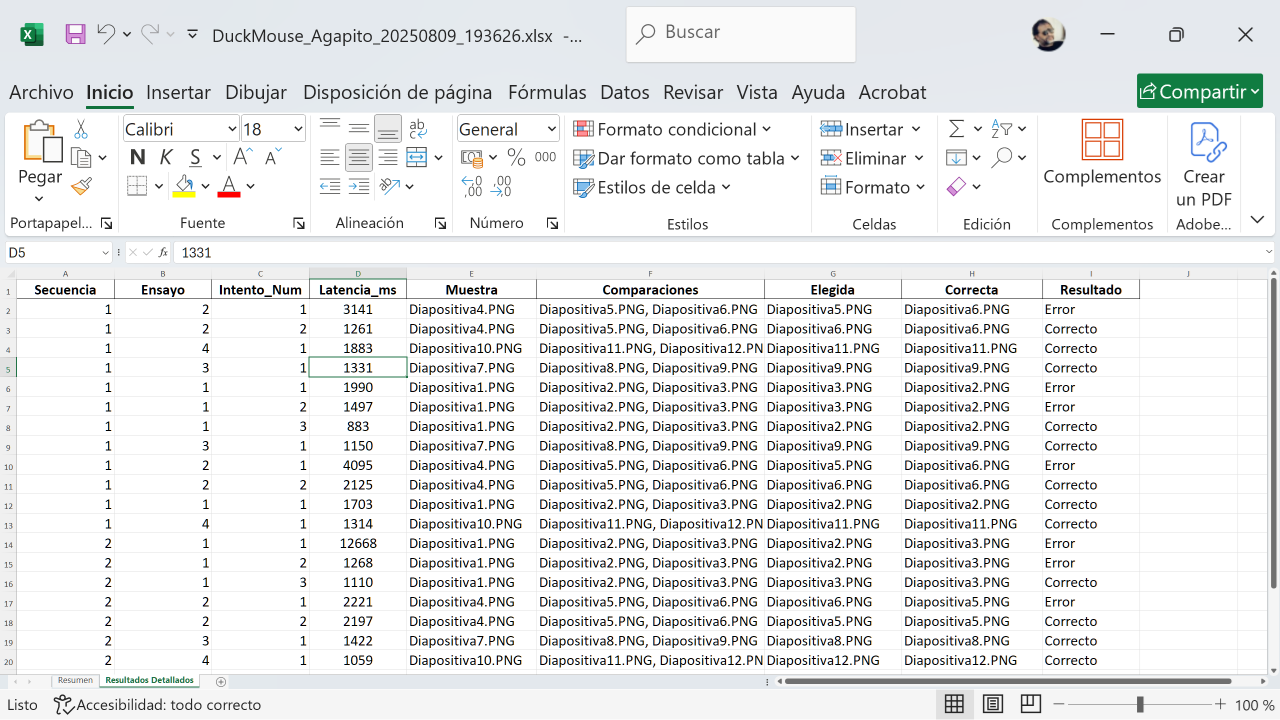 DuckMouse_Agapito_20250809_193626.xlsx -...
Buscar
Archivo Inicio Insertar Dibujar Disposición de página Fórmulas Datos Revisar Vista Ayuda Acrobat
Compartir
Pegar
Portapapel...
Calibri 18
N K S A A
A
Fuente
ab
Alineación
General
% 000
Número
Formato condicional
Dar formato como tabla
Estilos de celda
Estilos
Insertar
Eliminar
Formato
Celdas
Edición
Complementos
Complementos
Crear
un PDF
Adobe...
D5 fx 1331
A B C D E F G H I J
1 Secuencia Ensayo Intento_Num Latencia_ms Muestra Comparaciones Elegida Correcta Resultado
2 1 2 1 3141 Diapositiva4.PNG Diapositiva5.PNG, Diapositiva6.PNG Diapositiva5.PNG Diapositiva6.PNG Error
3 1 2 2 1261 Diapositiva4.PNG Diapositiva5.PNG, Diapositiva6.PNG Diapositiva6.PNG Diapositiva6.PNG Correcto
4 1 4 1 1883 Diapositiva10.PNG Diapositiva11.PNG, Diapositiva12.PN Diapositiva11.PNG Diapositiva11.PNG Correcto
5 1 3 1 1331 Diapositiva7.PNG Diapositiva8.PNG, Diapositiva9.PNG Diapositiva9.PNG Diapositiva9.PNG Correcto
6 1 1 1 1990 Diapositiva1.PNG Diapositiva2.PNG, Diapositiva3.PNG Diapositiva3.PNG Diapositiva2.PNG Error
7 1 1 2 1497 Diapositiva1.PNG Diapositiva2.PNG, Diapositiva3.PNG Diapositiva3.PNG Diapositiva2.PNG Error
8 1 1 3 883 Diapositiva1.PNG Diapositiva2.PNG, Diapositiva3.PNG Diapositiva2.PNG Diapositiva2.PNG Correcto
9 1 3 1 1150 Diapositiva7.PNG Diapositiva8.PNG, Diapositiva9.PNG Diapositiva9.PNG Diapositiva9.PNG Correcto
10 1 2 1 4095 Diapositiva4.PNG Diapositiva5.PNG, Diapositiva6.PNG Diapositiva5.PNG Diapositiva6.PNG Error
11 1 2 2 2125 Diapositiva4.PNG Diapositiva5.PNG, Diapositiva6.PNG Diapositiva6.PNG Diapositiva6.PNG Correcto
12 1 1 1 1703 Diapositiva1.PNG Diapositiva2.PNG, Diapositiva3.PNG Diapositiva2.PNG Diapositiva2.PNG Correcto
13 1 4 1 1314 Diapositiva10.PNG Diapositiva11.PNG, Diapositiva12.PN Diapositiva11.PNG Diapositiva11.PNG Correcto
14 2 1 1 12668 Diapositiva1.PNG Diapositiva2.PNG, Diapositiva3.PNG Diapositiva2.PNG Diapositiva3.PNG Error
15 2 1 2 1268 Diapositiva1.PNG Diapositiva2.PNG, Diapositiva3.PNG Diapositiva2.PNG Diapositiva3.PNG Error
16 2 1 3 1110 Diapositiva1.PNG Diapositiva2.PNG, Diapositiva3.PNG Diapositiva3.PNG Diapositiva3.PNG Correcto
17 2 2 1 2221 Diapositiva4.PNG Diapositiva5.PNG, Diapositiva6.PNG Diapositiva6.PNG Diapositiva5.PNG Error
18 2 2 2 2197 Diapositiva4.PNG Diapositiva5.PNG, Diapositiva6.PNG Diapositiva5.PNG Diapositiva5.PNG Correcto
19 2 3 1 1422 Diapositiva7.PNG Diapositiva8.PNG, Diapositiva9.PNG Diapositiva8.PNG Diapositiva8.PNG Correcto
20 2 4 1 1059 Diapositiva10.PNG Diapositiva11.PNG, Diapositiva12.PN Diapositiva12.PNG Diapositiva12.PNG Correcto
Resumen Resultados Detallados
Listo Accesibilidad: todo correcto 100 %